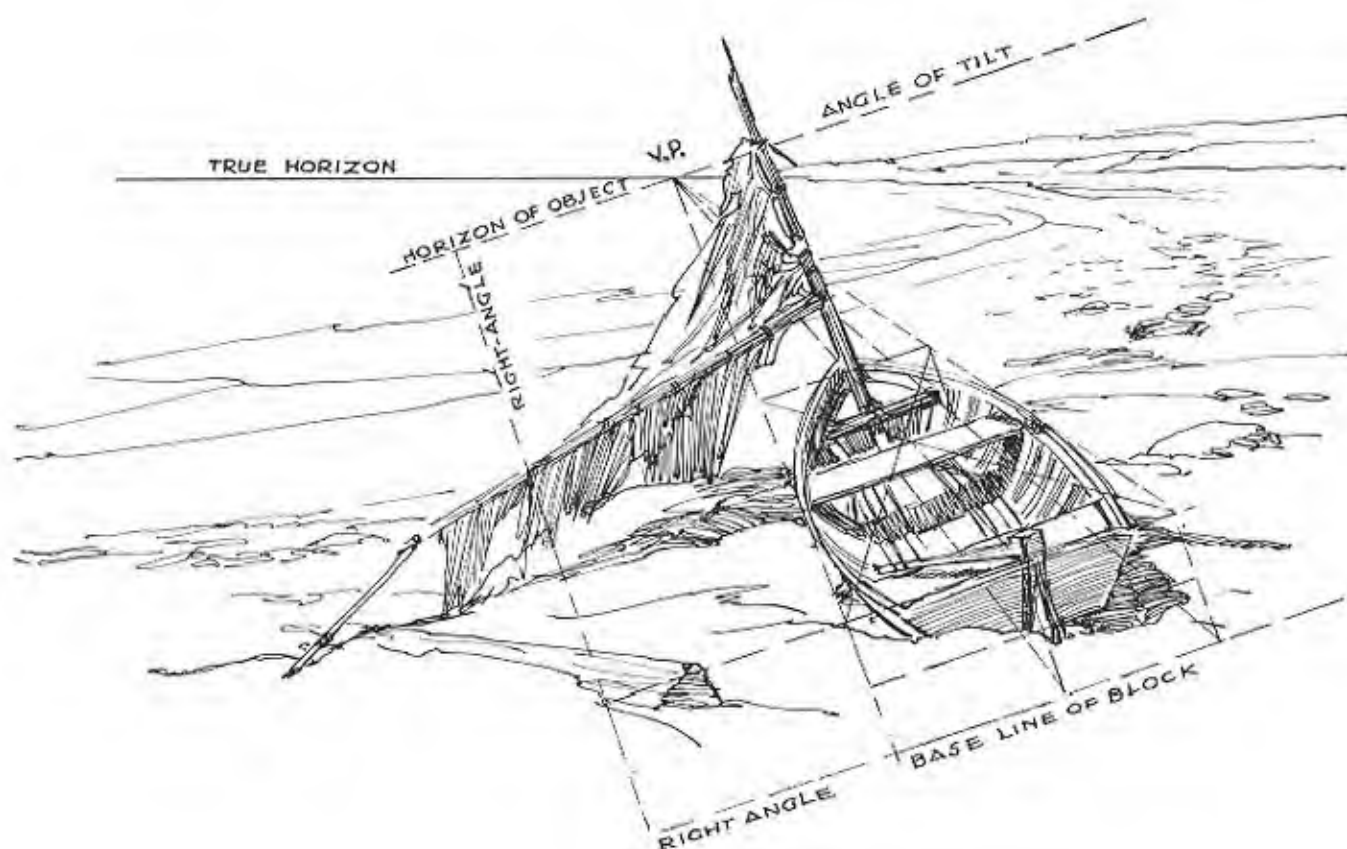 ANGLE OF TILT
V.P.
TRUE HORIZON
HORIZON OF OBJECT
RIGHT-ANGLE
BASE LINE OF BLOCK
RIGHT ANGLE